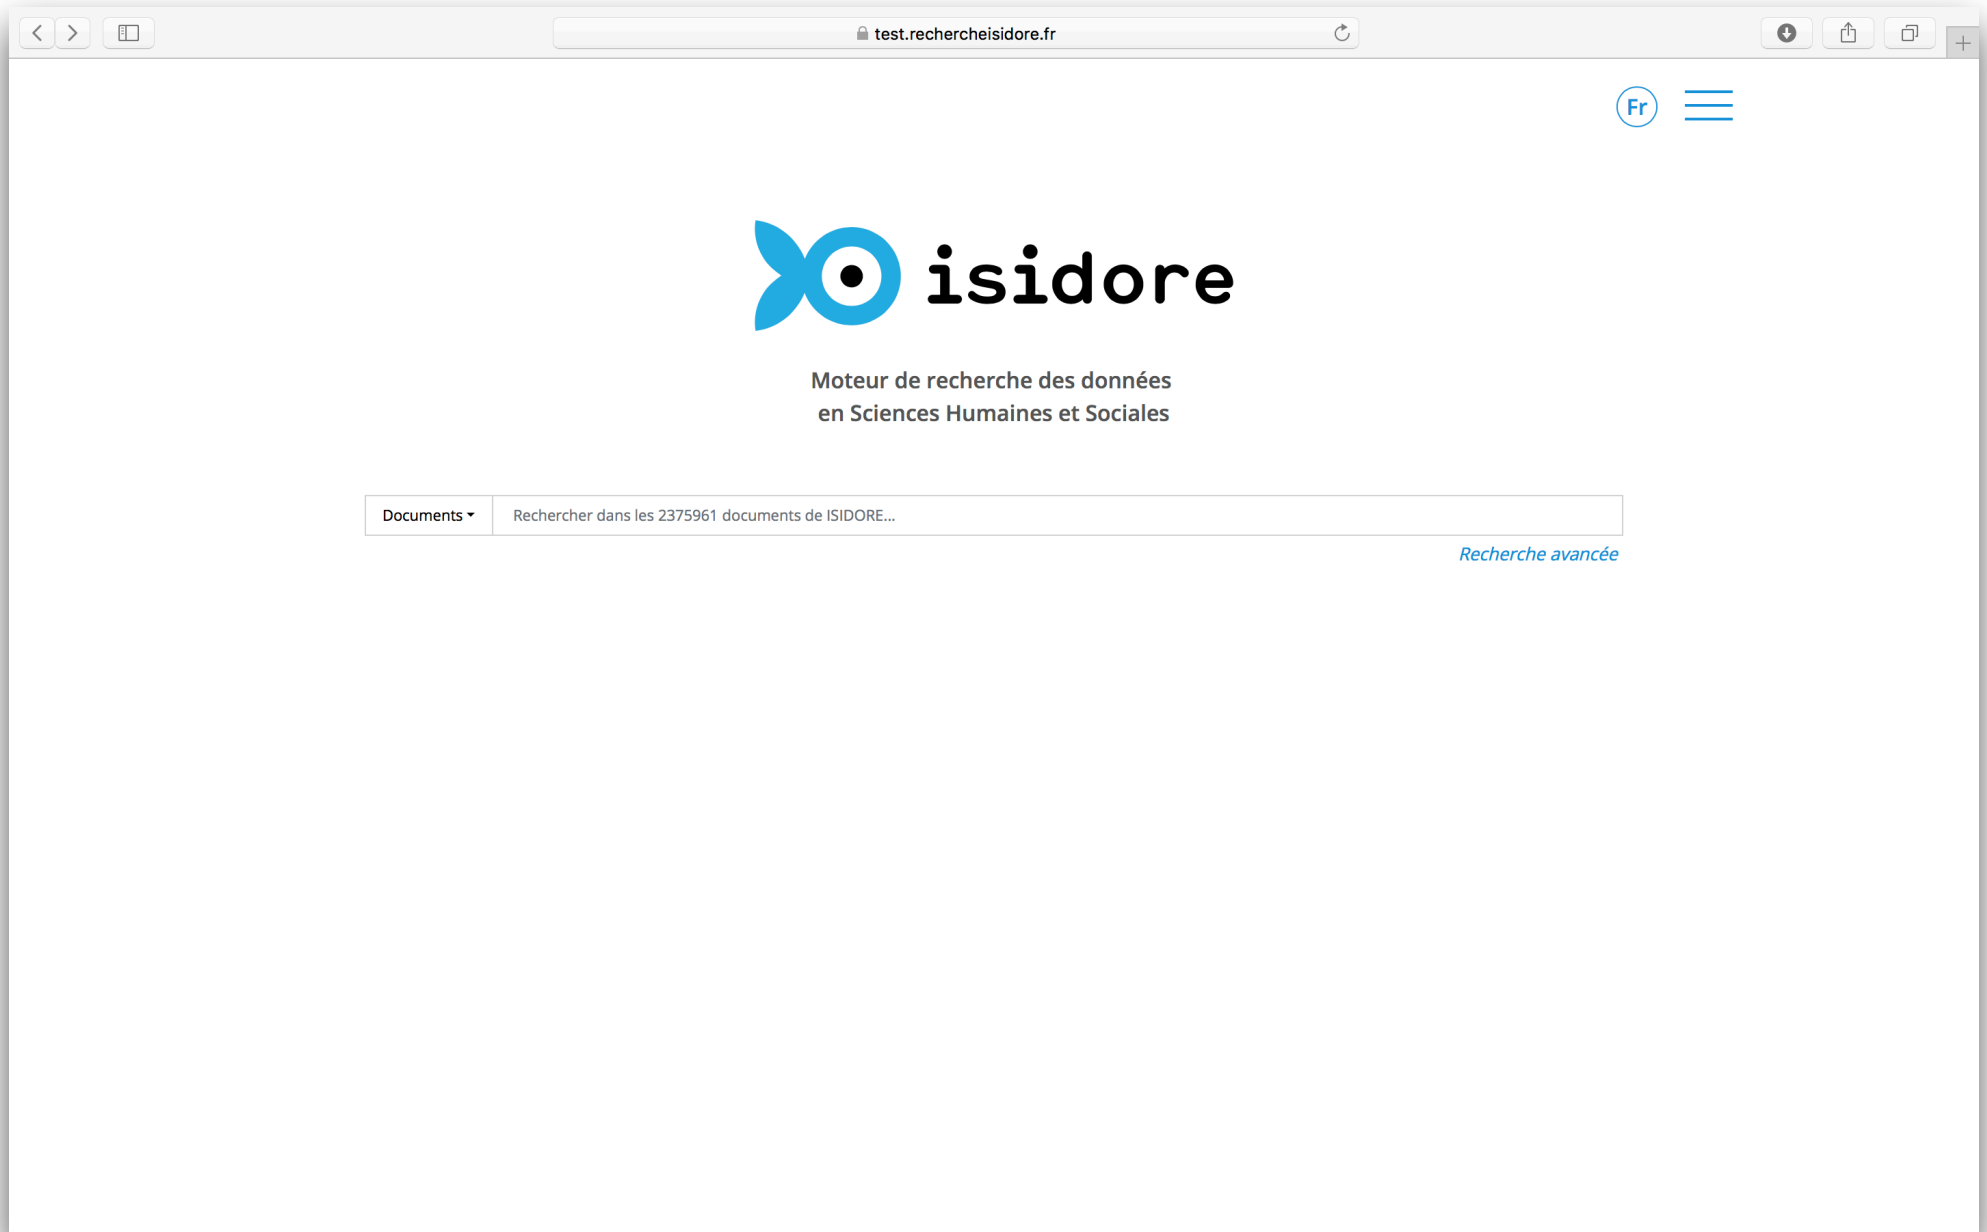 test.rechercheisidore.fr
Fr
isidore
Moteur de recherche des données
en Sciences Humaines et Sociales
Documents
Rechercher dans les 2375961 documents de ISIDORE...
Recherche avancée